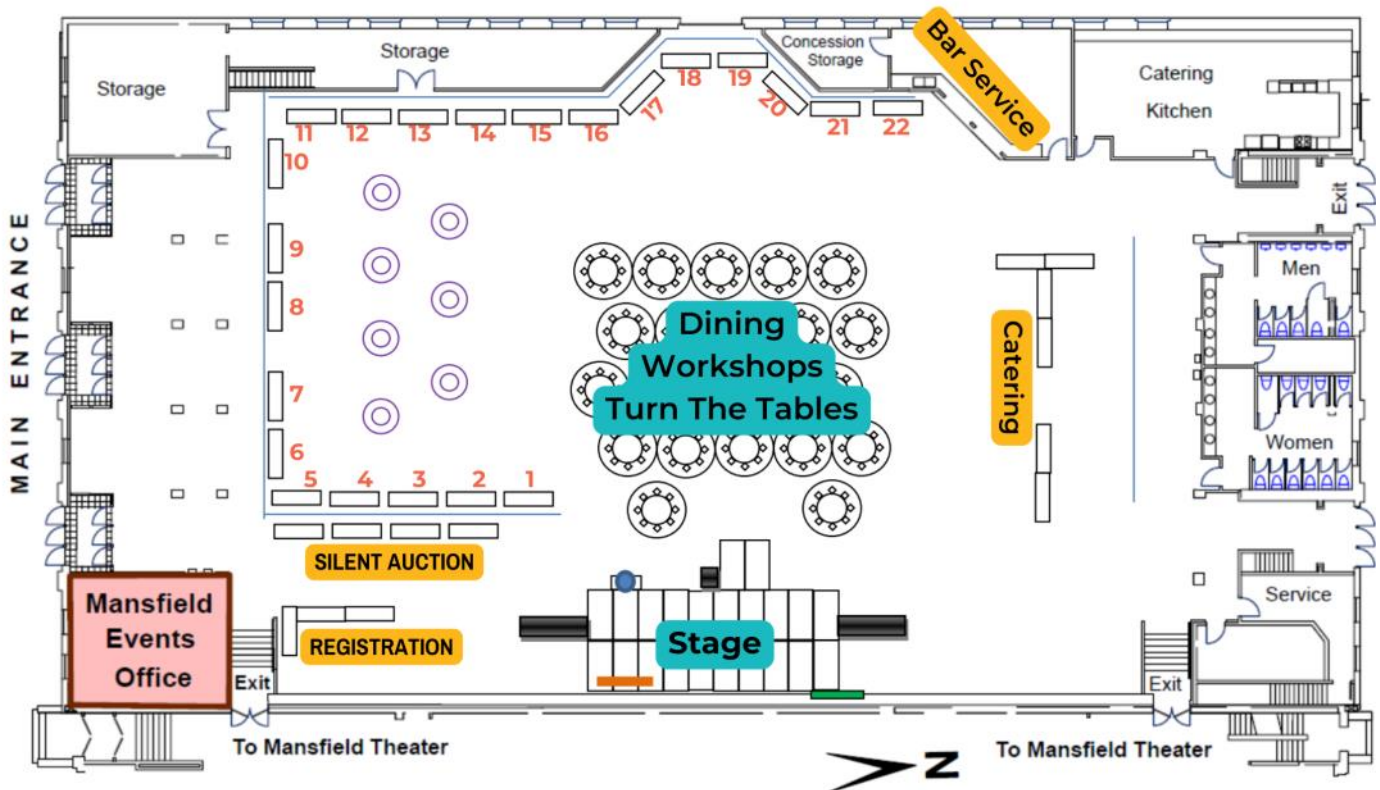 Storage
Storage
Concession
Storage
Bar Service
Catering
Kitchen
18
19
17
20
11
12
13
14
15
16
21
22
10
9
8
7
6
5
4
3
2
1
MAIN ENTRANCE
Exit
Men
Women
Dining
Workshops
Turn The Tables
Catering
SILENT AUCTION
REGISTRATION
Mansfield
Events
Office
Stage
Service
Exit
Exit
To Mansfield Theater
N
To Mansfield Theater